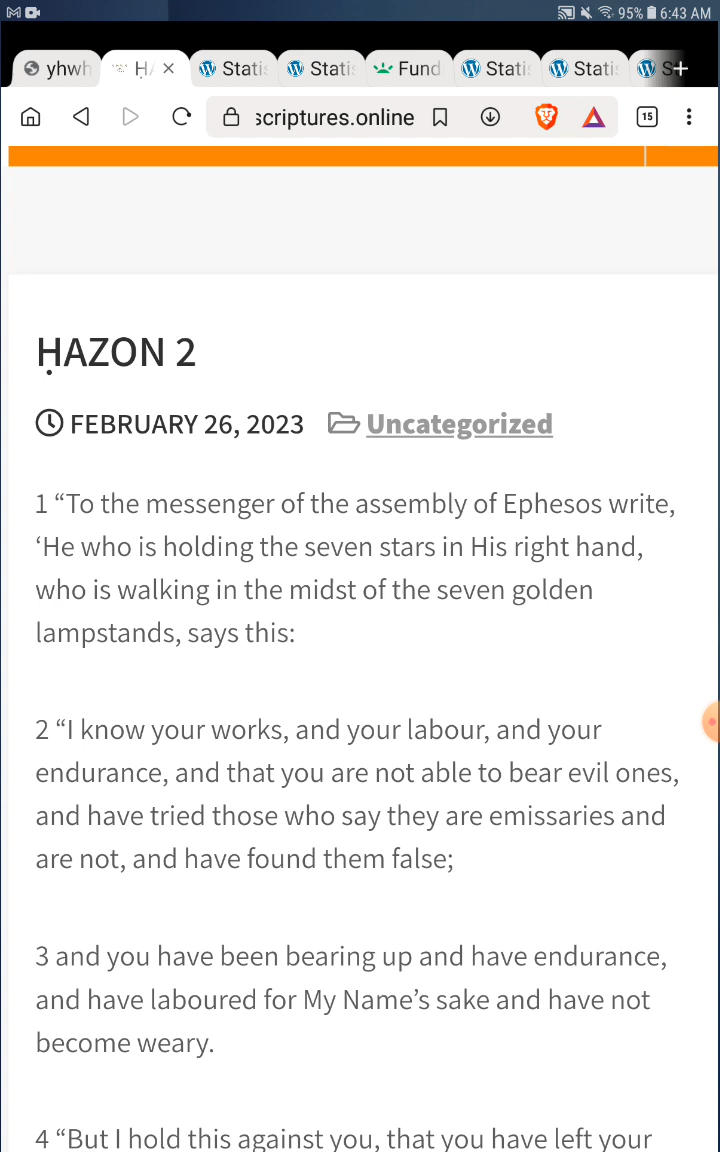 95% 6:43 AM
yhwh
Ḥ/
Statis
Statis
Fund
Statis
Statis
S
scriptures.online
15
ḤAZON 2
FEBRUARY 26, 2023 Uncategorized
1 “To the messenger of the assembly of Ephesos write,
‘He who is holding the seven stars in His right hand,
who is walking in the midst of the seven golden
lampstands, says this:
2 “I know your works, and your labour, and your
endurance, and that you are not able to bear evil ones,
and have tried those who say they are emissaries and
are not, and have found them false;
3 and you have been bearing up and have endurance,
and have laboured for My Name’s sake and have not
become weary.
4 “But I hold this against you, that you have left your